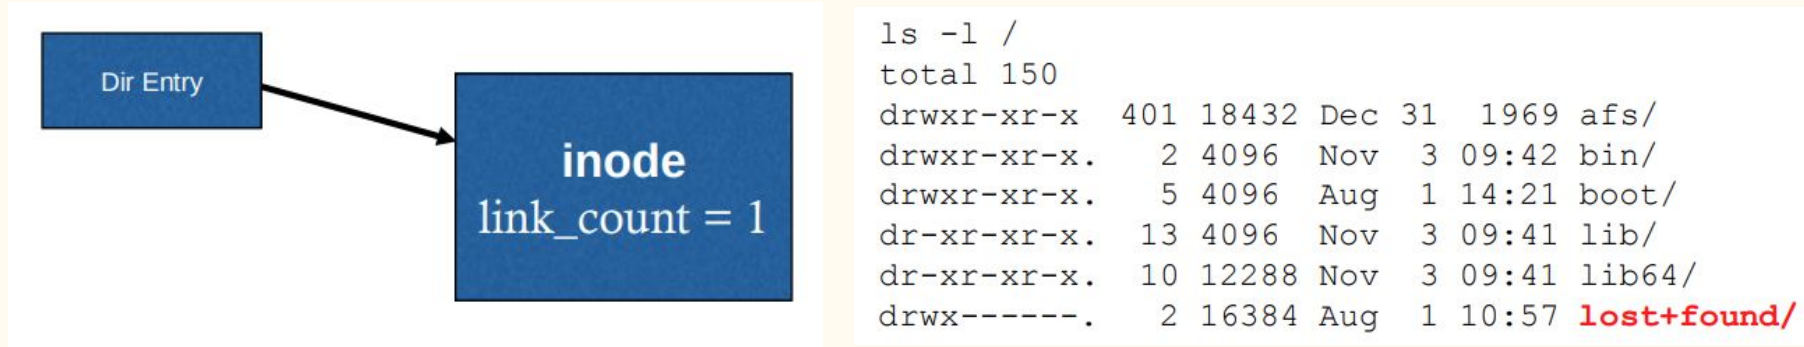 Dir Entry
inode
link_count = 1
ls -l /
total 150
drwxr-xr-x  401 18432 Dec 31  1969 afs/
drwxr-xr-x.   2 4096  Nov  3 09:42 bin/
drwxr-xr-x.   5 4096  Aug  1 14:21 boot/
dr-xr-xr-x.  13 4096  Nov  3 09:41 lib/
dr-xr-xr-x.  10 12288 Nov  3 09:41 lib64/
drwx------.   2 16384 Aug  1 10:57 lost+found/